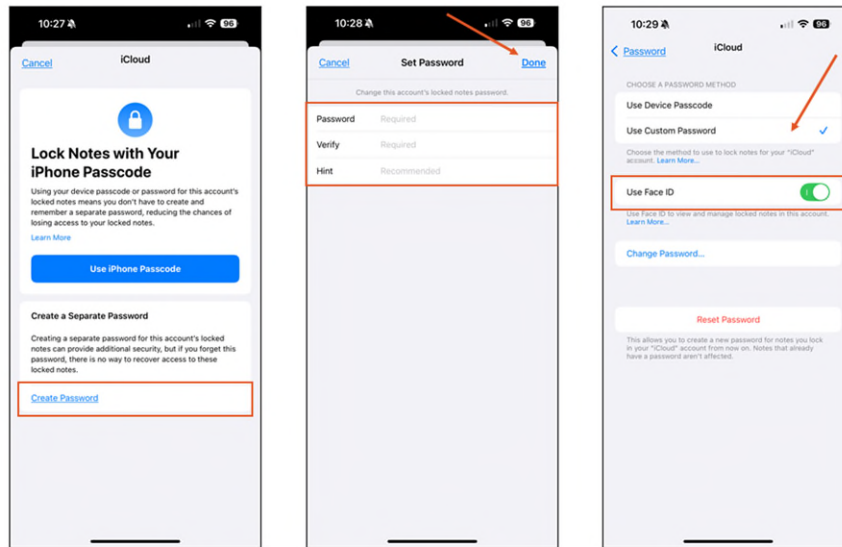 10:27
96
Cancel
iCloud
Lock Notes with Your
iPhone Passcode
Using your device passcode or password for this account's
locked notes means you don't have to create and
remember a separate password, reducing the chances of
losing access to your locked notes.
Learn More
Use iPhone Passcode
Create a Separate Password
Creating a separate password for this account's locked
notes can provide additional security, but if you forget this
password, there is no way to recover access to these
locked notes.
Create Password
10:28
96
Cancel
Set Password
Done
Change this account's locked notes password.
Password Required
Verify Required
Hint Recommended
10:29
96
Password
iCloud
CHOOSE A PASSWORD METHOD
Use Device Passcode
Use Custom Password
Choose the method to use to lock notes for your "iCloud"
account. Learn More...
Use Face ID
Use Face ID to view and manage locked notes in this account.
Learn More...
Change Password...
Reset Password
This allows you to create a new password for notes you lock
in your "iCloud" account from now on. Notes that already
have a password aren't affected.